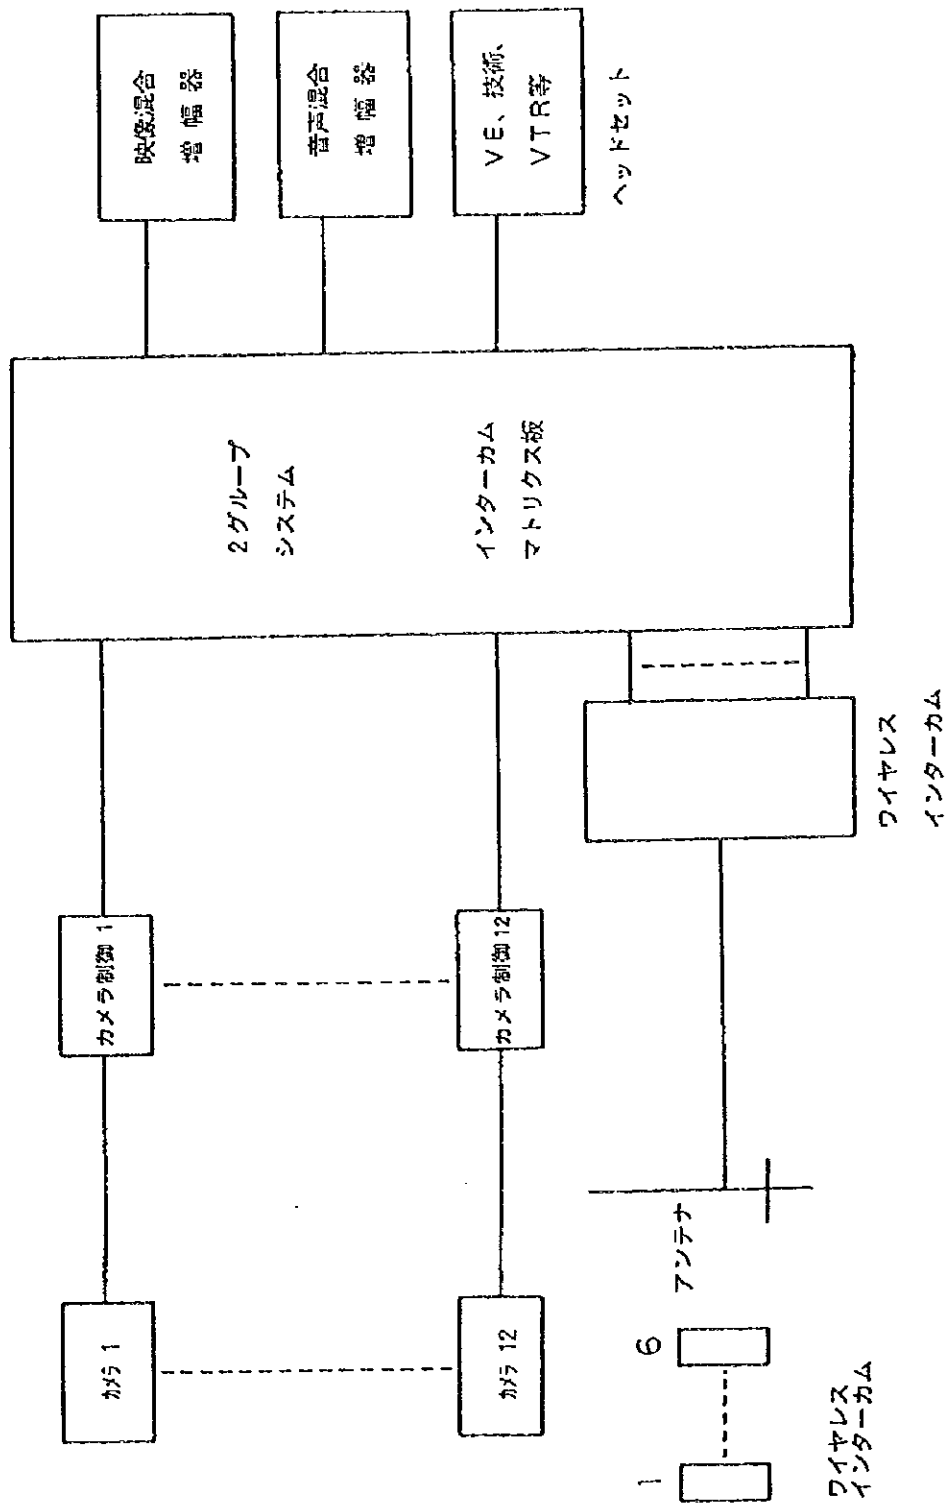 カメラ 1
カメラ 12
カメラ制御 1
カメラ制御 12
2グループ
システム
インターカム
マトリクス板
映像混合
増 幅 器
音声混合
増 幅 器
VE、技術、
VTR等
ヘッドセット
1
6
アンテナ
ワイヤレス
インターカム
ワイヤレス
インターカム